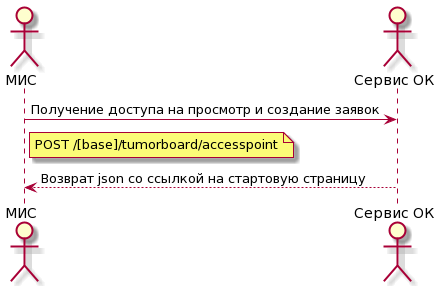 МИС
Сервис ОК
Получение доступа на просмотр и создание заявок
POST /[base]/tumorboard/accesspoint
Возврат json со ссылкой на стартовую страницу
МИС
Сервис ОК